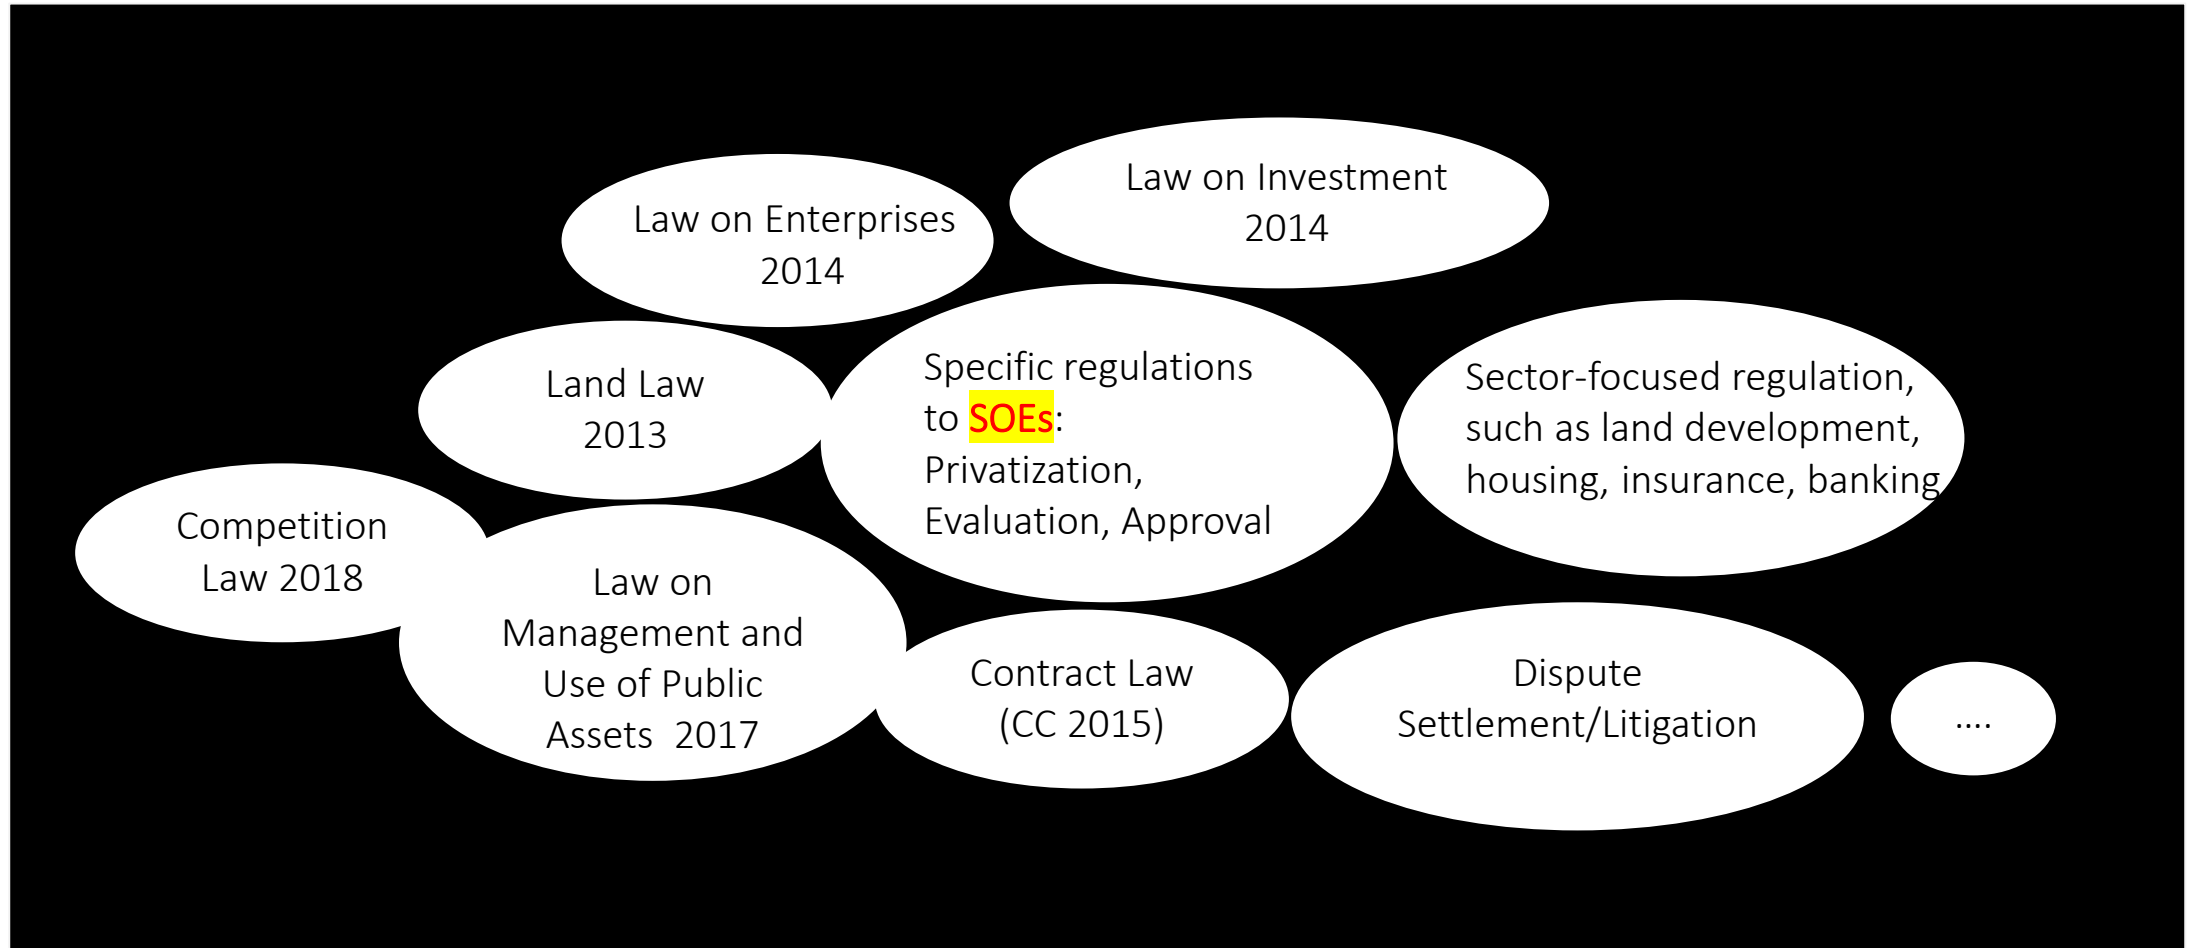 Law on Investment
2014
Law on Enterprises
2014
Land Law
2013
Specific regulations
to SOEs:
Privatization,
Evaluation, Approval
Sector-focused regulation,
such as land development,
housing, insurance, banking
Competition
Law 2018
Law on
Management and
Use of Public
Assets 2017
Contract Law
(CC 2015)
Dispute
Settlement/Litigation
....